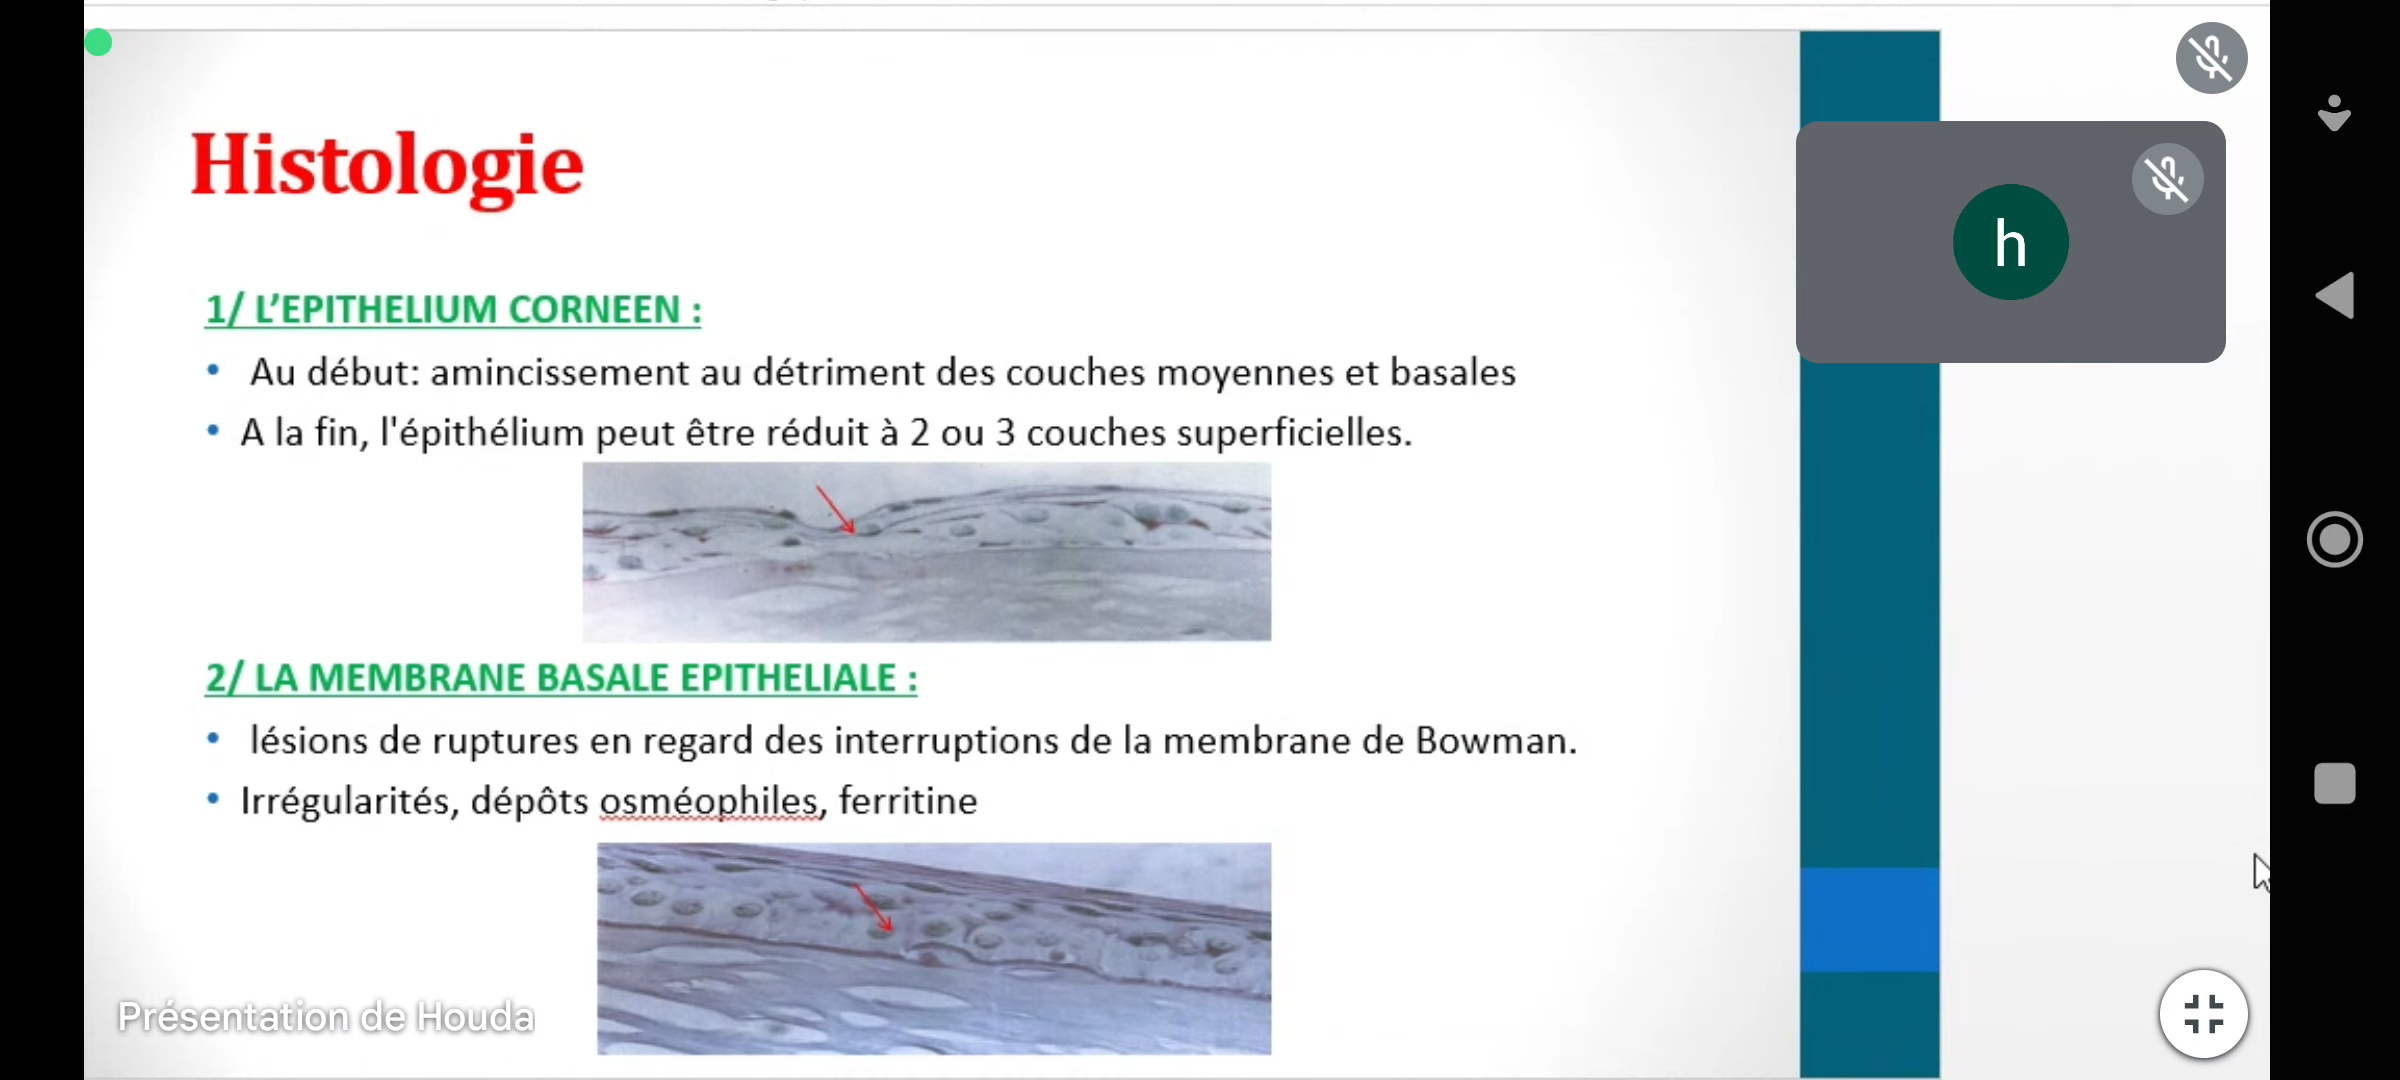 Histologie
h
1/ L'EPITHELIUM CORNEEN :
• Au début: amincissement au détriment des couches moyennes et basales
• A la fin, l'épithélium peut être réduit à 2 ou 3 couches superficielles.
2/ LA MEMBRANE BASALE EPITHELIALE :
• lésions de ruptures en regard des interruptions de la membrane de Bowman.
• Irrégularités, dépôts osméophiles, ferritine
Présentation de Houda